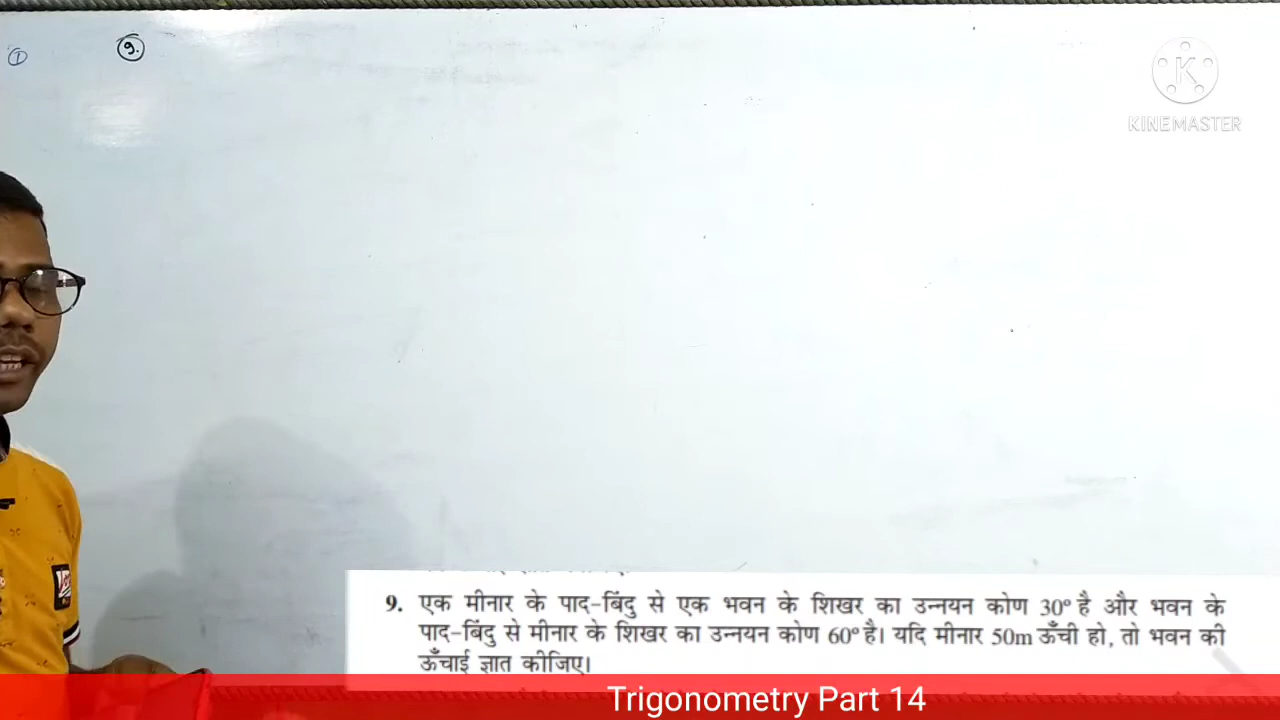 ①
⑨.
KINEMASTER
9. एक मीनार के पाद-बिंदु से एक भवन के शिखर का उन्नयन कोण 30° है और भवन के
पाद-बिंदु से मीनार के शिखर का उन्नयन कोण 60° है। यदि मीनार 50m ऊँची हो, तो भवन की
ऊँचाई ज्ञात कीजिए।
Trigonometry Part 14